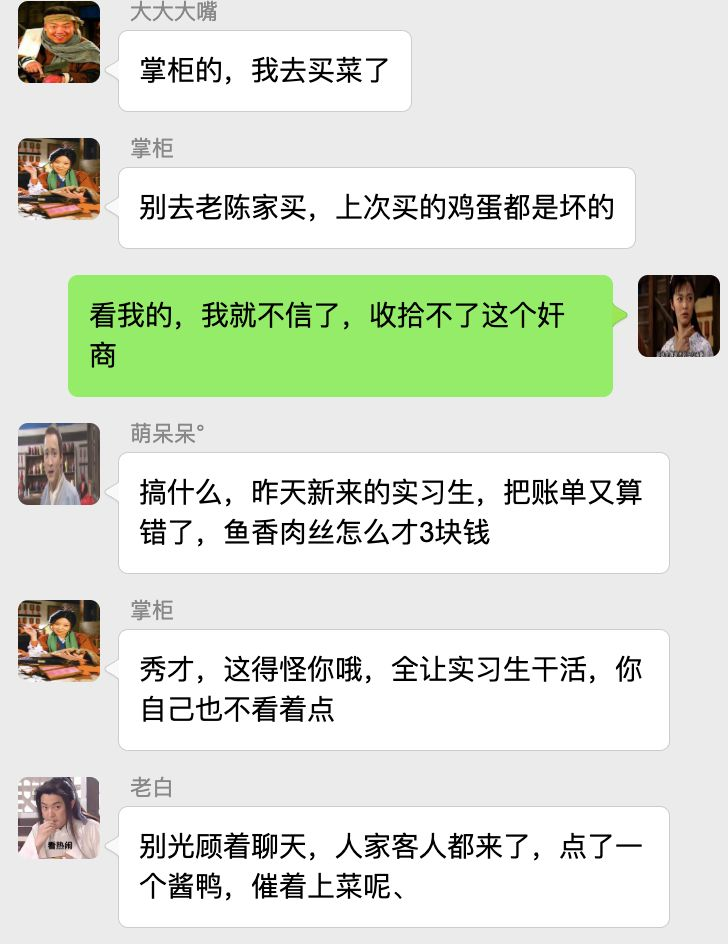 大大大嘴
掌柜的，我去买菜了
掌柜
别去老陈家买，上次买的鸡蛋都是坏的
看我的，我就不信了，收拾不了这个奸
商
萌呆呆°
搞什么，昨天新来的实习生，把账单又算
错了，鱼香肉丝怎么才3块钱
掌柜
秀才，这得怪你哦，全让实习生干活，你
自己也不看着点
老白
看热闹
别光顾着聊天，人家客人都来了，点了一
个酱鸭，催着上菜呢、